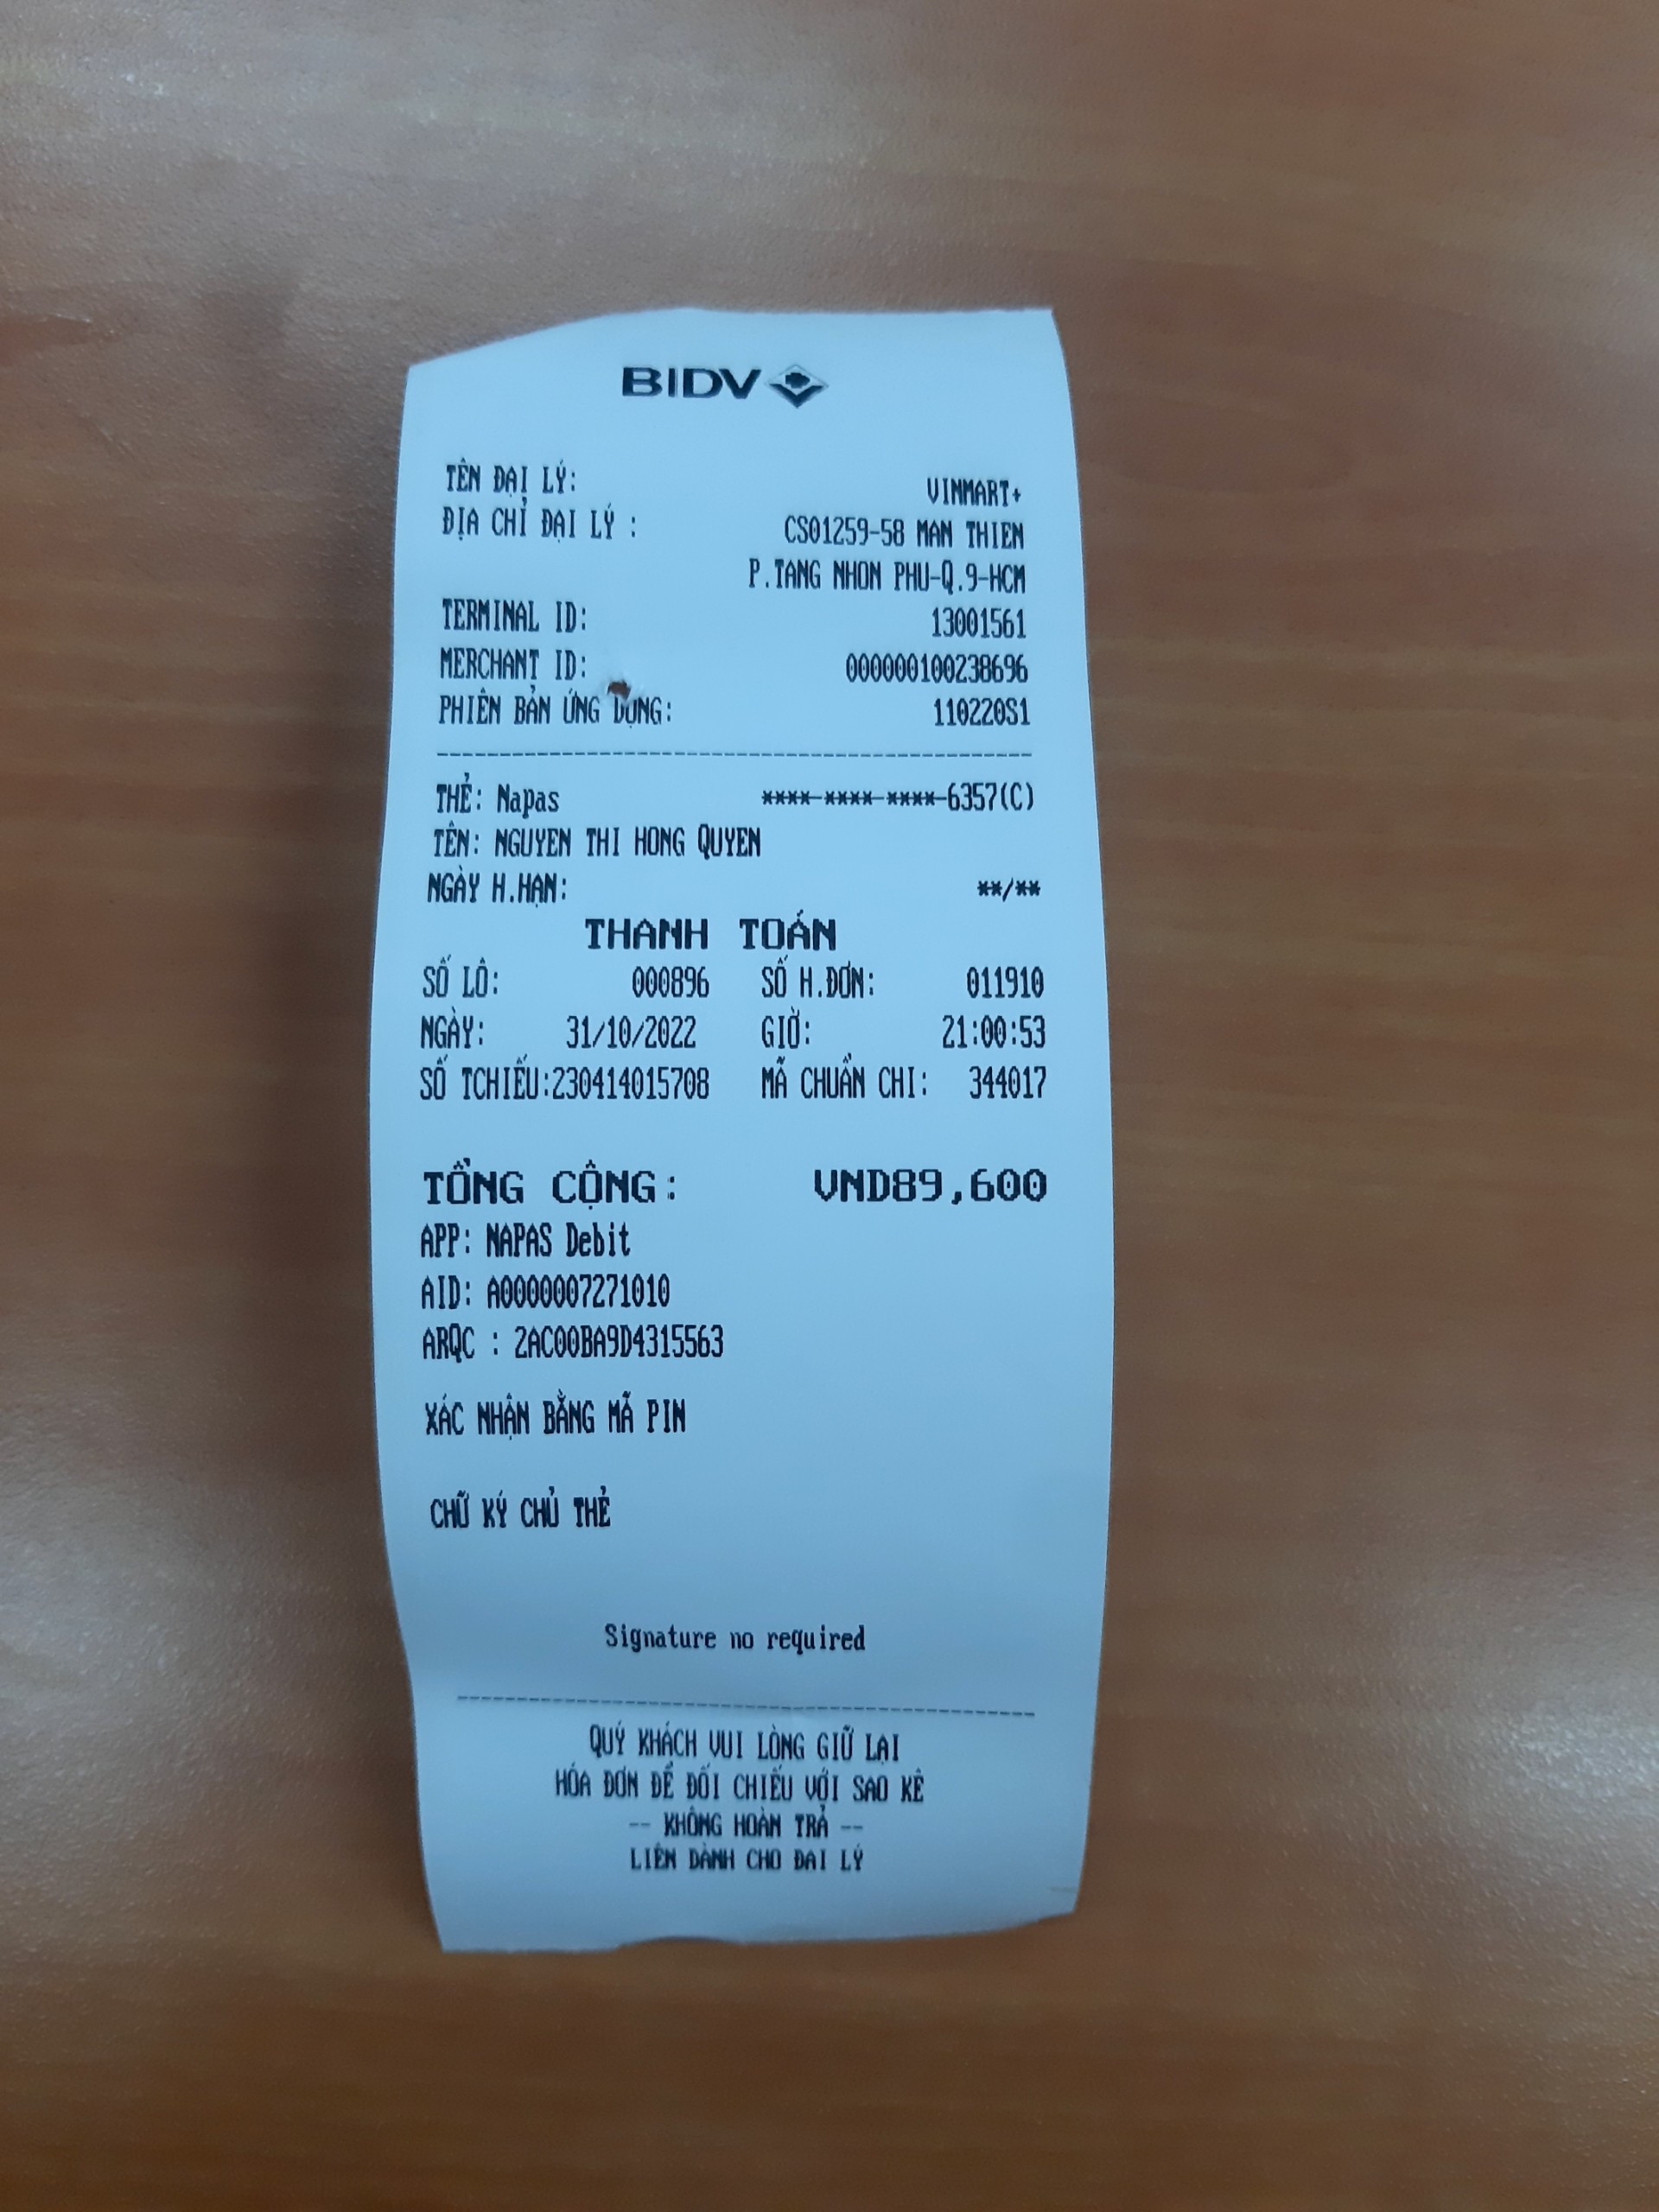 BIDV
TÊN ĐẠI LÝ: VINMART+
ĐỊA CHỈ ĐẠI LÝ : CS01259-58 MAN THIEN
P.TANG NHON PHU-Q.9-HCM
TERMINAL ID: 13001561
MERCHANT ID: 000000100238696
PHIÊN BẢN ỨNG DỤNG: 110220S1
THẺ: Napas ****-****-****-6357(C)
TÊN: NGUYEN THI HONG QUYEN
NGÀY H.HẠN: **/**
THANH TOÁN
SỐ LÔ: 000896 SỐ H.ĐƠN: 011910
NGÀY: 31/10/2022 GIỜ: 21:00:53
SỐ TCHIẾU:230414015708 MÃ CHUẨN CHI: 344017
TỔNG CỘNG: VND89,600
APP: NAPAS Debit
AID: A0000007271010
ARQC : 2AC00BA9D4315563
XÁC NHẬN BẰNG MÃ PIN
CHỮ KÝ CHỦ THẺ
Signature no required
QUÝ KHÁCH VUI LÒNG GIỮ LẠI
HÓA ĐƠN ĐỂ ĐỐI CHIẾU VỚI SAO KÊ
-- KHÔNG HOÀN TRẢ --
LIÊN DÀNH CHO ĐẠI LÝ